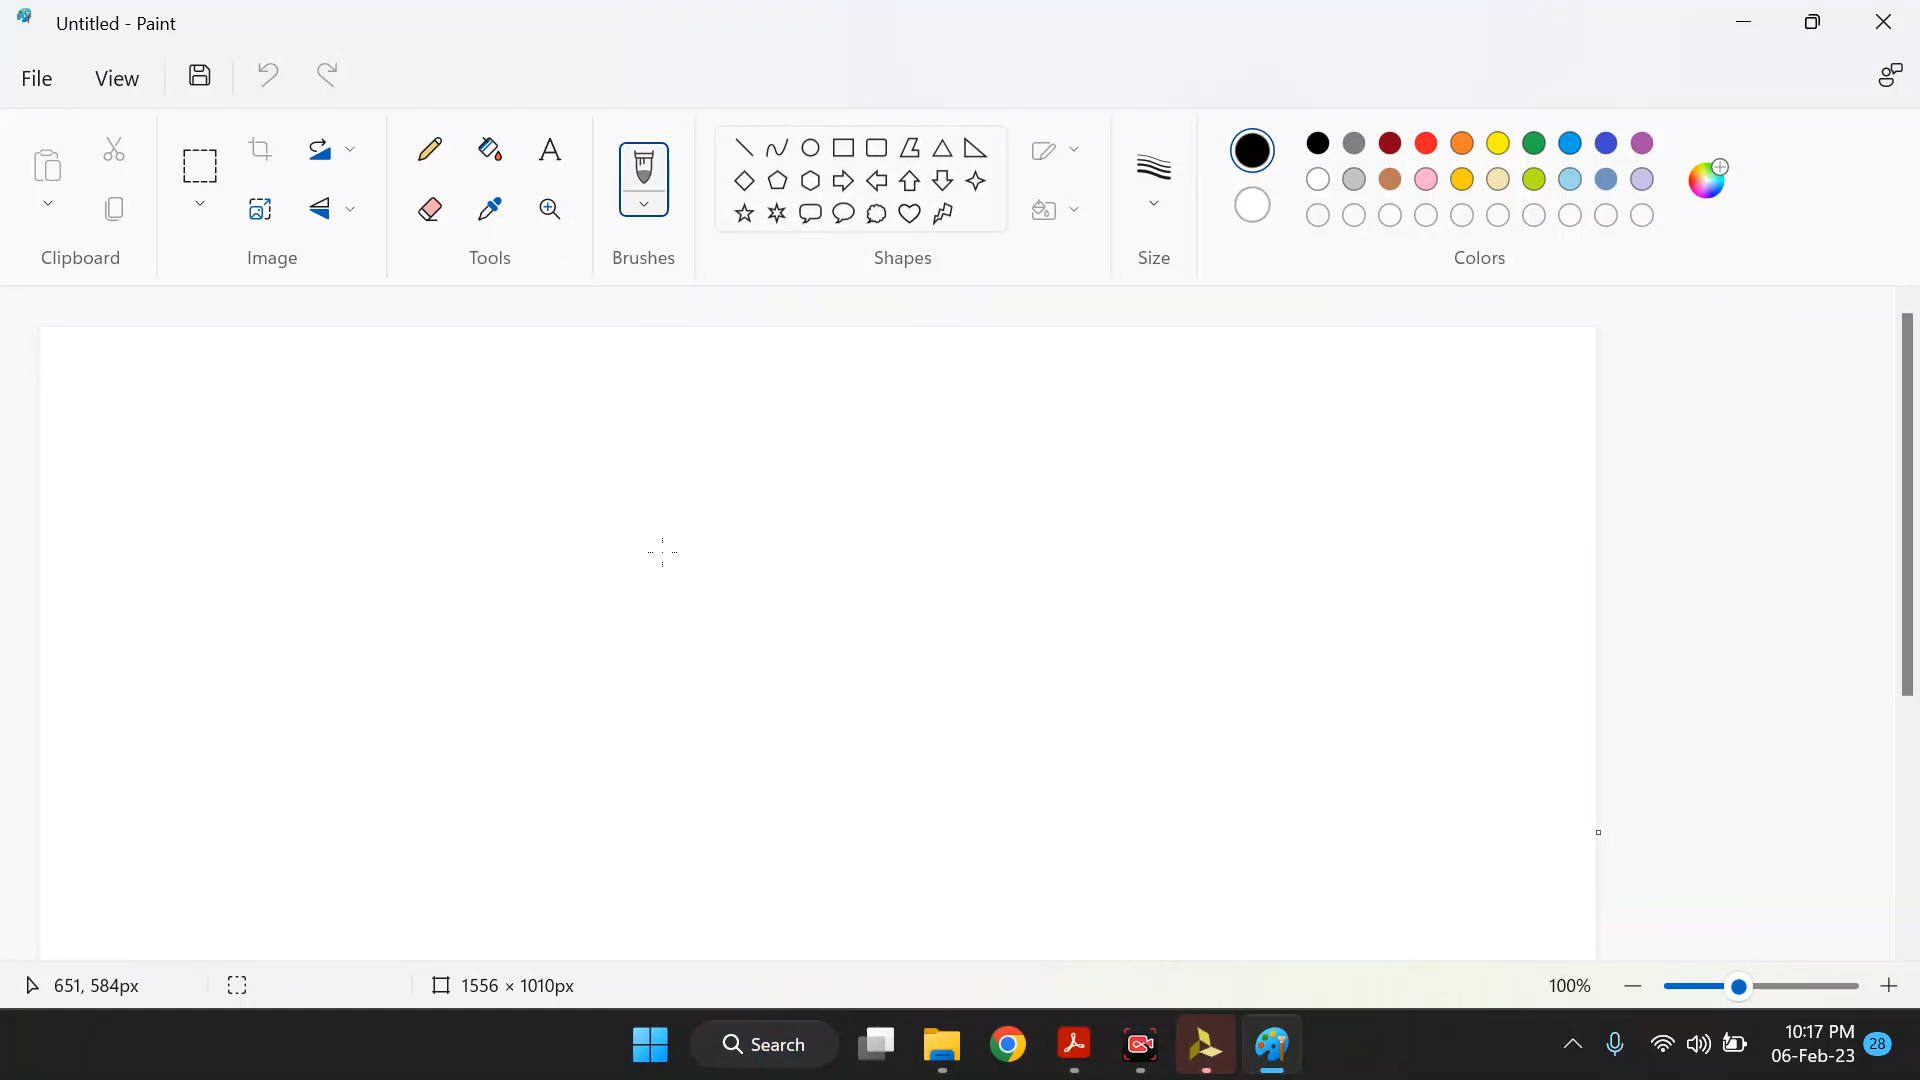 Untitled - Paint
File View
Clipboard Image Tools Brushes Shapes Size Colors
651, 584px 1556 × 1010px 100%
Search 10:17 PM
06-Feb-23 28